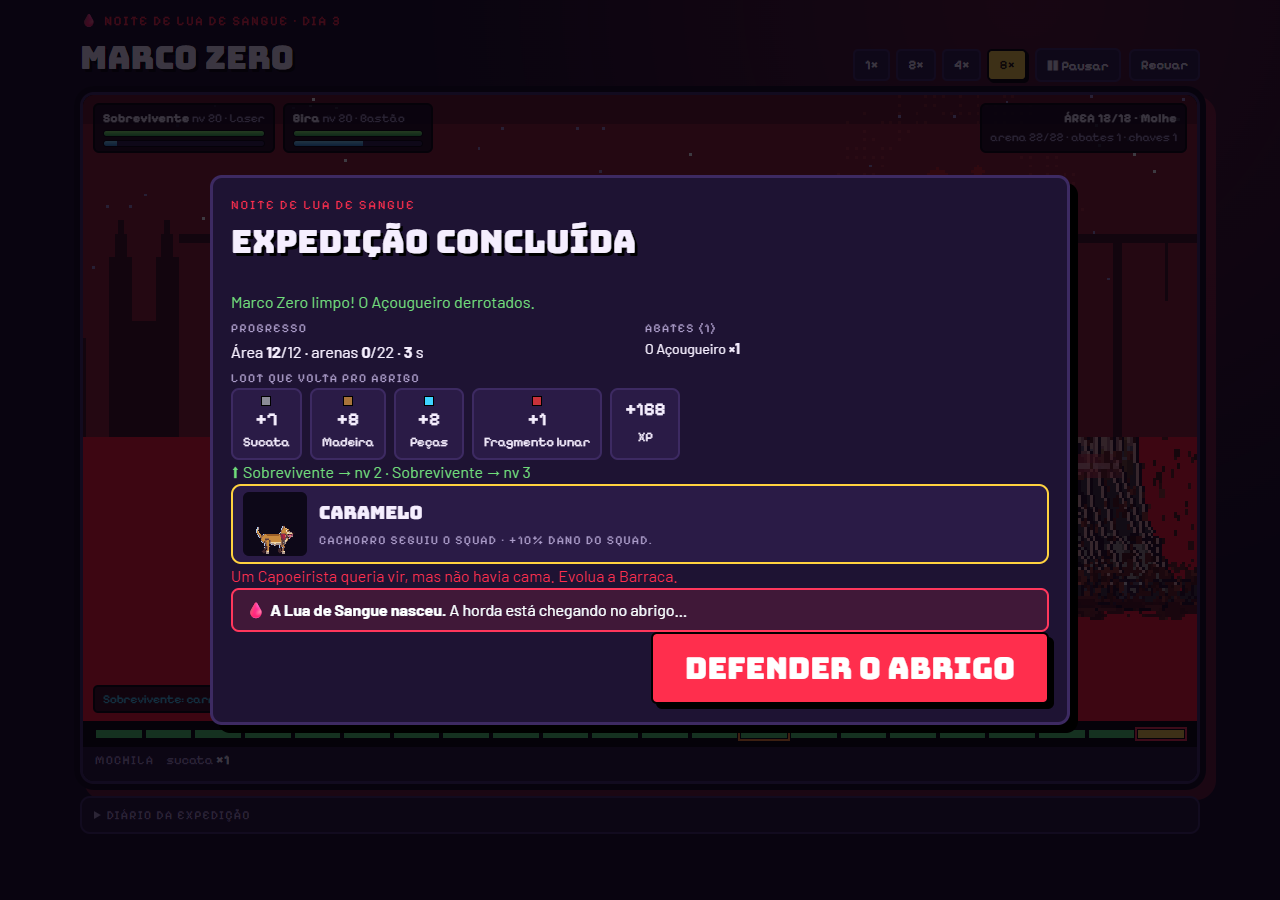 NOITE DE LUA DE SANGUE · DIA 3
MARCO ZERO
1× 2× 4× 8× Pausar Recuar
Sobrevivente nv 20 · Laser
Gira nv 20 · Bastão
ÁREA 12/12 · Molhe
arena 22/22 · abates 1 · chaves 1
NOITE DE LUA DE SANGUE
EXPEDIÇÃO CONCLUÍDA
Marco Zero limpo! O Açougueiro derrotados.
PROGRESSO
Área 12/12 · arenas 0/22 · 3 s
ABATES (1)
O Açougueiro ×1
LOOT QUE VOLTA PRO ABRIGO
+7 Sucata
+8 Madeira
+2 Peças
+1 Fragmento lunar
+168 XP
⬆ Sobrevivente → nv 2 · Sobrevivente → nv 3
CARAMELO
CACHORRO SEGUIU O SQUAD · +10% DANO DO SQUAD.
Um Capoeirista queria vir, mas não havia cama. Evolua a Barraca.
A Lua de Sangue nasceu. A horda está chegando no abrigo...
DEFENDER O ABRIGO
Sobrevivente:
MOCHILA sucata ×1
▶ DIÁRIO DA EXPEDIÇÃO